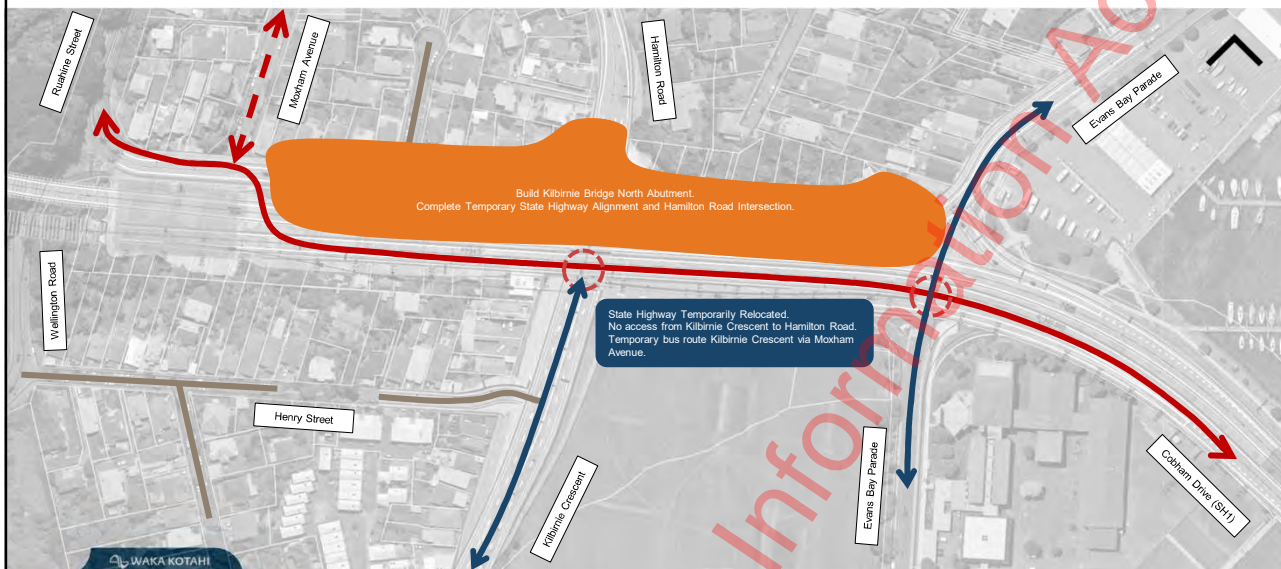 Ruahine Street
Moxham Avenue
Hamilton Road
Evans Bay Parade
Build Kilbirnie Bridge North Abutment.
Complete Temporary State Highway Alignment and Hamilton Road Intersection.
Wellington Road
State Highway Temporarily Relocated.
No access from Kilbirnie Crescent to Hamilton Road.
Temporary bus route Kilbirnie Crescent via Moxham
Avenue.
Henry Street
Kilbirnie Crescent
Evans Bay Parade
Cobham Drive (SH1)
WAKA KOTAHI
Information